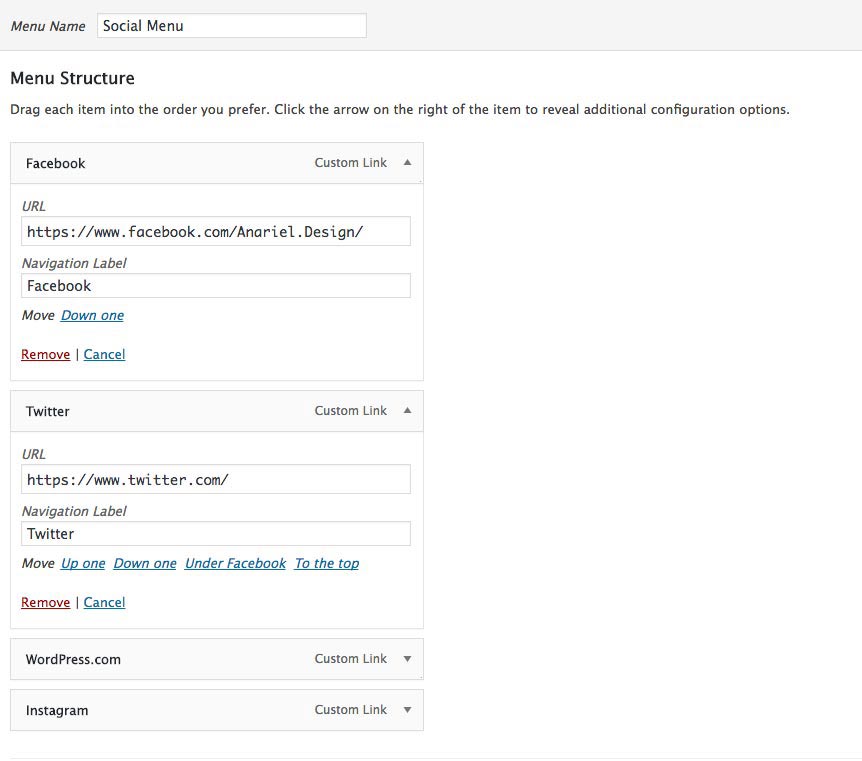 Menu Name Social Menu
Menu Structure
Drag each item into the order you prefer. Click the arrow on the right of the item to reveal additional configuration options.
Facebook Custom Link
URL
https://www.facebook.com/Anariel.Design/
Navigation Label
Facebook
Move Down one
Remove | Cancel
Twitter Custom Link
URL
https://www.twitter.com/
Navigation Label
Twitter
Move Up one Down one Under Facebook To the top
Remove | Cancel
WordPress.com Custom Link
Instagram Custom Link